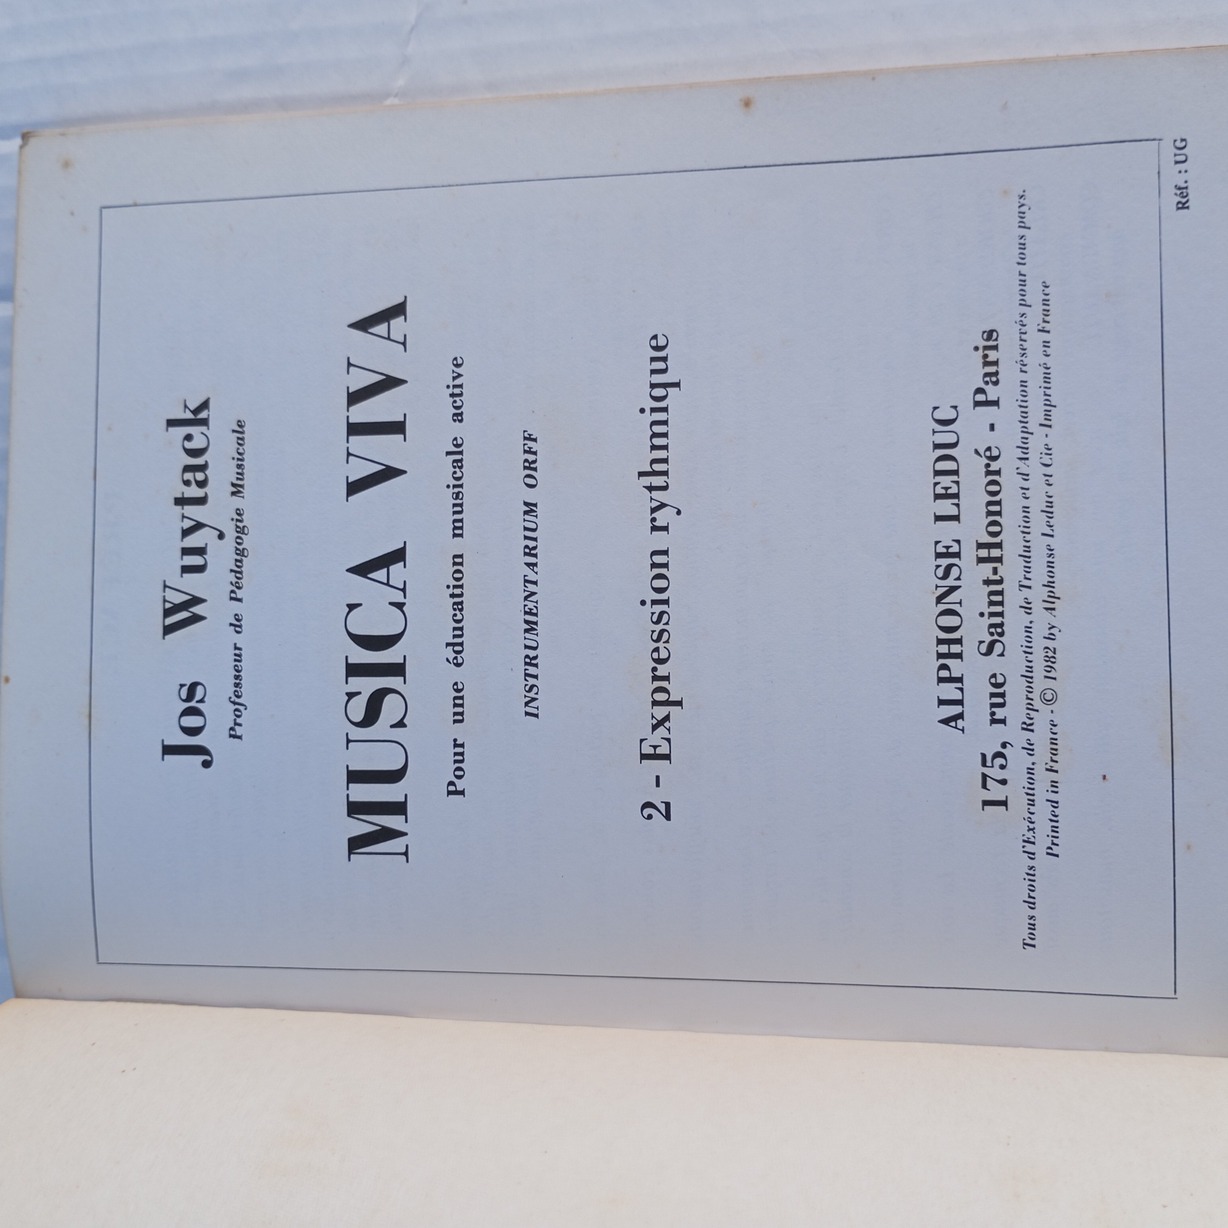 Jos Wuytack
Professeur de Pédagogie Musicale
MUSICA VIVA
Pour une éducation musicale active
INSTRUMENTARIUM ORFF
2 - Expression rythmique
ALPHONSE LEDUC
175, rue Saint-Honoré - Paris
Tous droits d'Exécution, de Reproduction, de Traduction et d'Adaptation réservés pour tous pays.
Printed in France - © 1982 by Alphonse Leduc et Cie - Imprimé en France
Réf. : UG